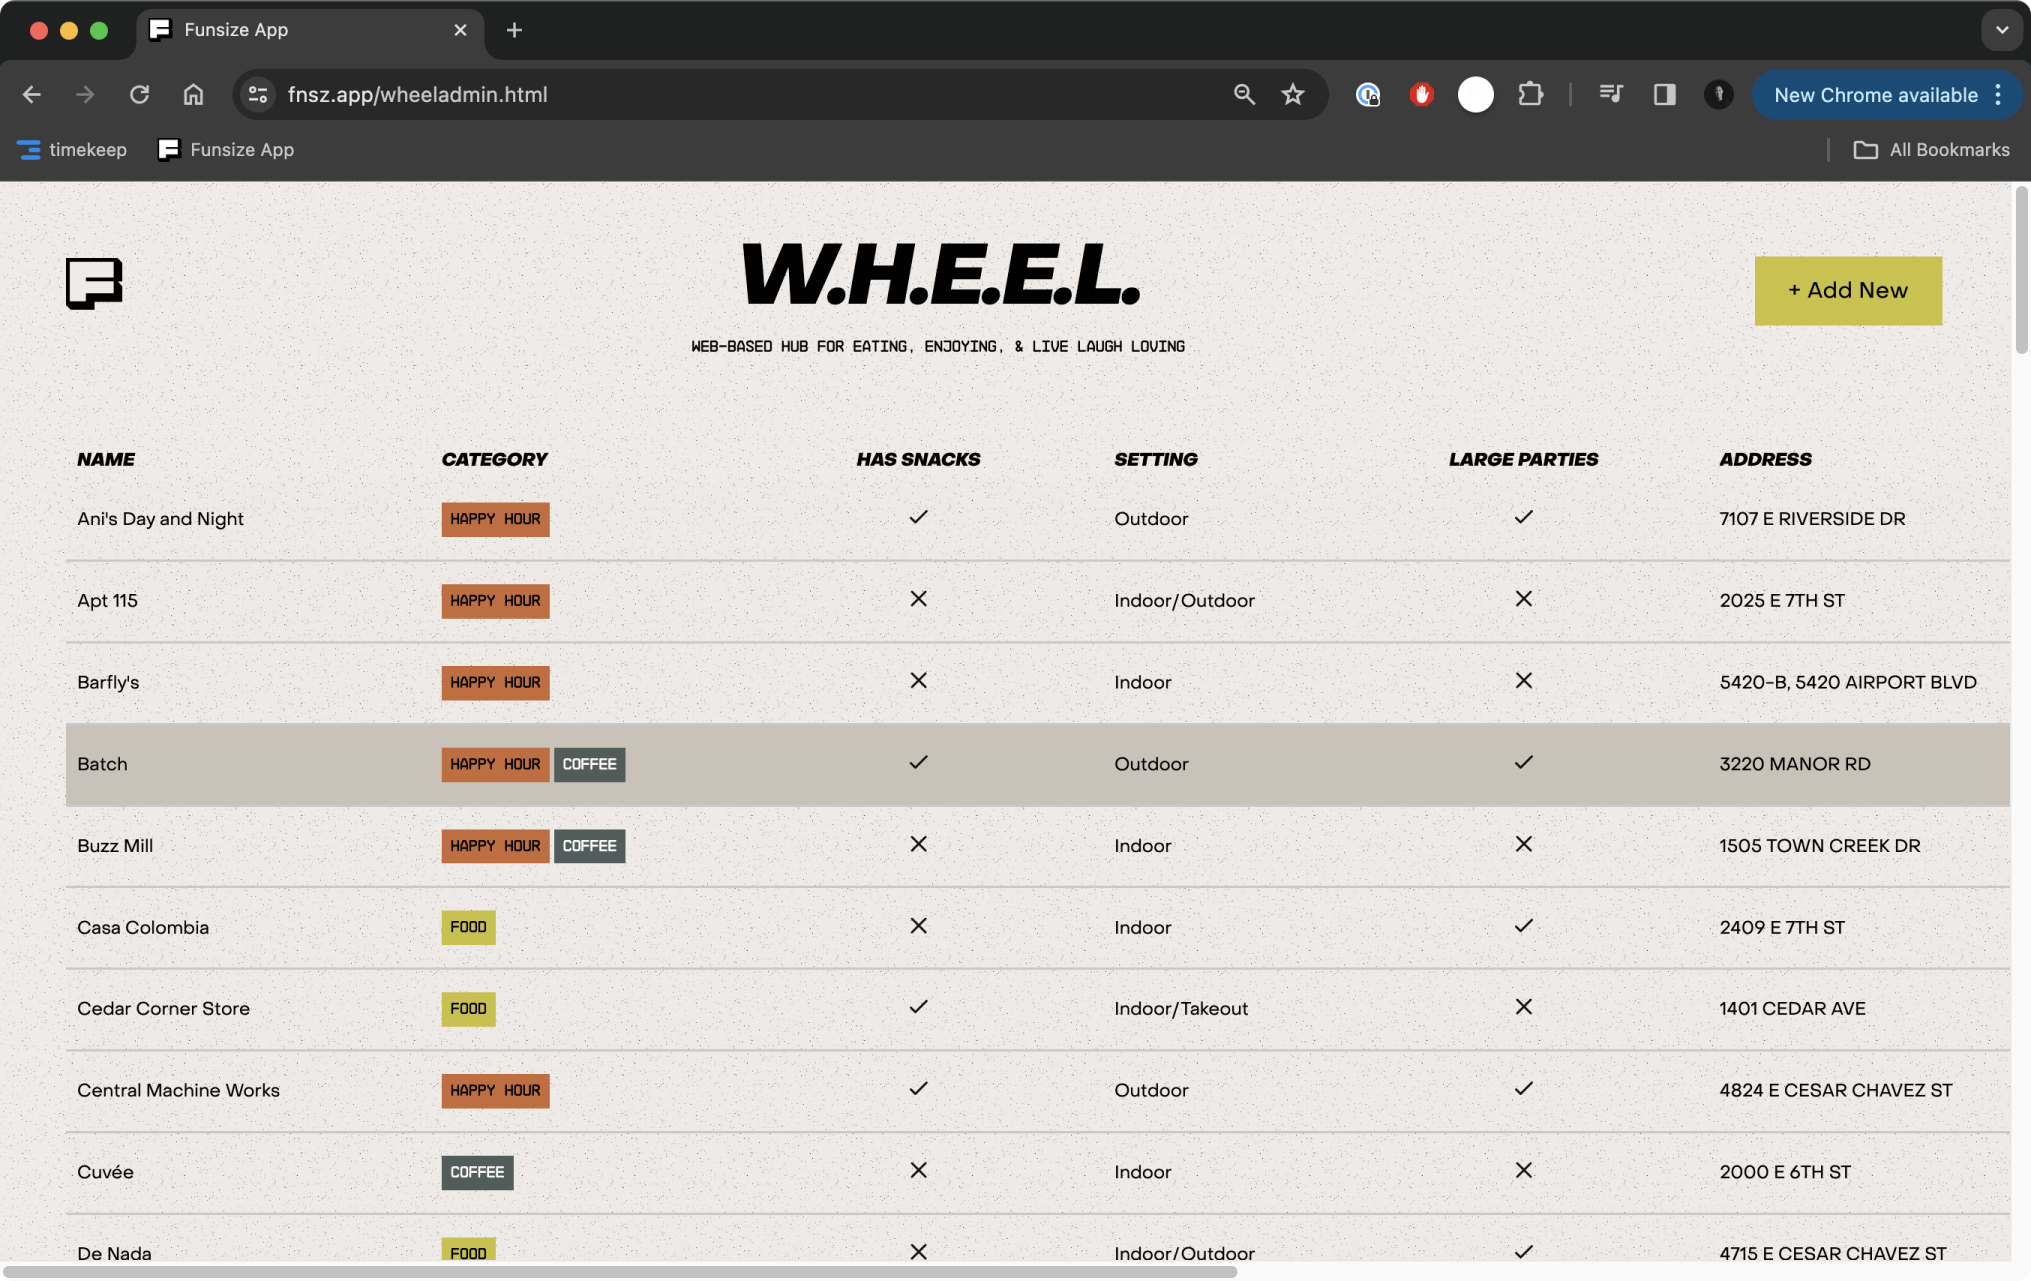 Funsize App
fnsz.app/wheeladmin.html
New Chrome available
timekeep
Funsize App
All Bookmarks
W.H.E.E.L.
+ Add New
WEB-BASED HUB FOR EATING, ENJOYING, & LIVE LAUGH LOVING
NAME CATEGORY HAS SNACKS SETTING LARGE PARTIES ADDRESS
Ani's Day and Night HAPPY HOUR Outdoor 7107 E RIVERSIDE DR
Apt 115 HAPPY HOUR Indoor/Outdoor 2025 E 7TH ST
Barfly's HAPPY HOUR Indoor 5420-B, 5420 AIRPORT BLVD
Batch HAPPY HOUR COFFEE Outdoor 3220 MANOR RD
Buzz Mill HAPPY HOUR COFFEE Indoor 1505 TOWN CREEK DR
Casa Colombia FOOD Indoor 2409 E 7TH ST
Cedar Corner Store FOOD Indoor/Takeout 1401 CEDAR AVE
Central Machine Works HAPPY HOUR Outdoor 4824 E CESAR CHAVEZ ST
Cuvée COFFEE Indoor 2000 E 6TH ST
De Nada FOOD Indoor/Outdoor 4715 E CESAR CHAVEZ ST